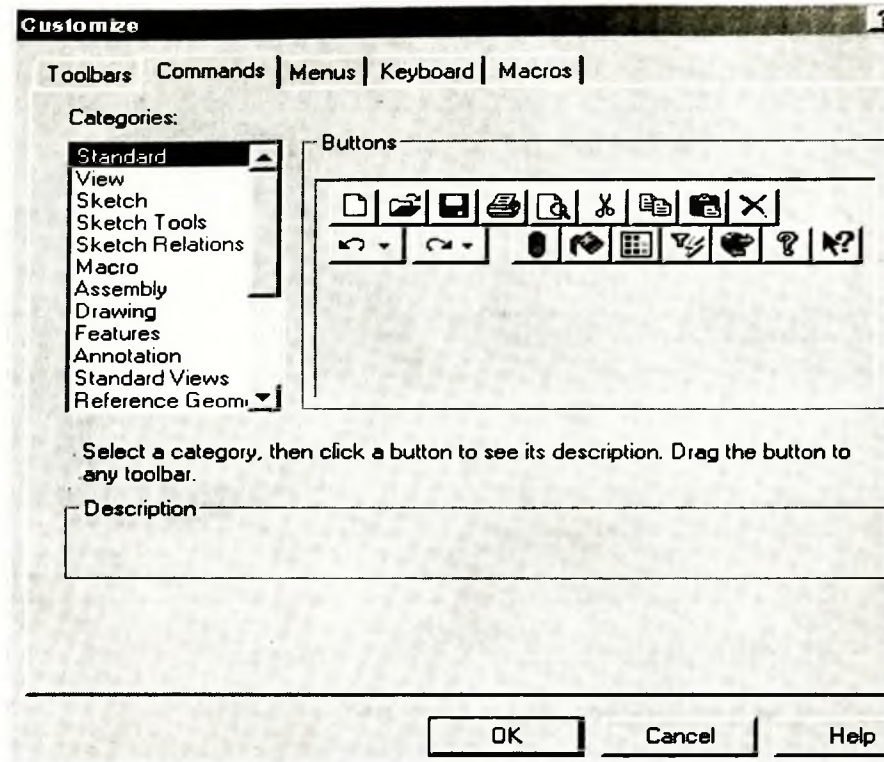 Customize
Toolbars Commands Menus Keyboard Macros
Categories:
Standard
View
Sketch
Sketch Tools
Sketch Relations
Macro
Assembly
Drawing
Features
Annotation
Standard Views
Reference Geom
Buttons
Select a category, then click a button to see its description. Drag the button to
any toolbar.
Description
OK Cancel Help